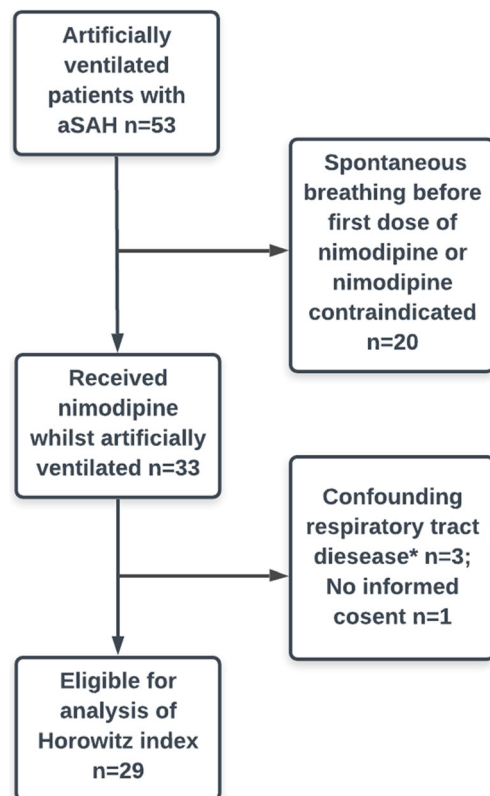 Artificially
ventilated
patients with
aSAH n=53
Spontaneous
breathing before
first dose of
nimodipine or
nimodipine
contraindicated
n=20
Received
nimodipine
whilst artificially
ventilated n=33
Confounding
respiratory tract
diesease* n=3;
No informed
cosent n=1
Eligible for
analysis of
Horowitz index
n=29